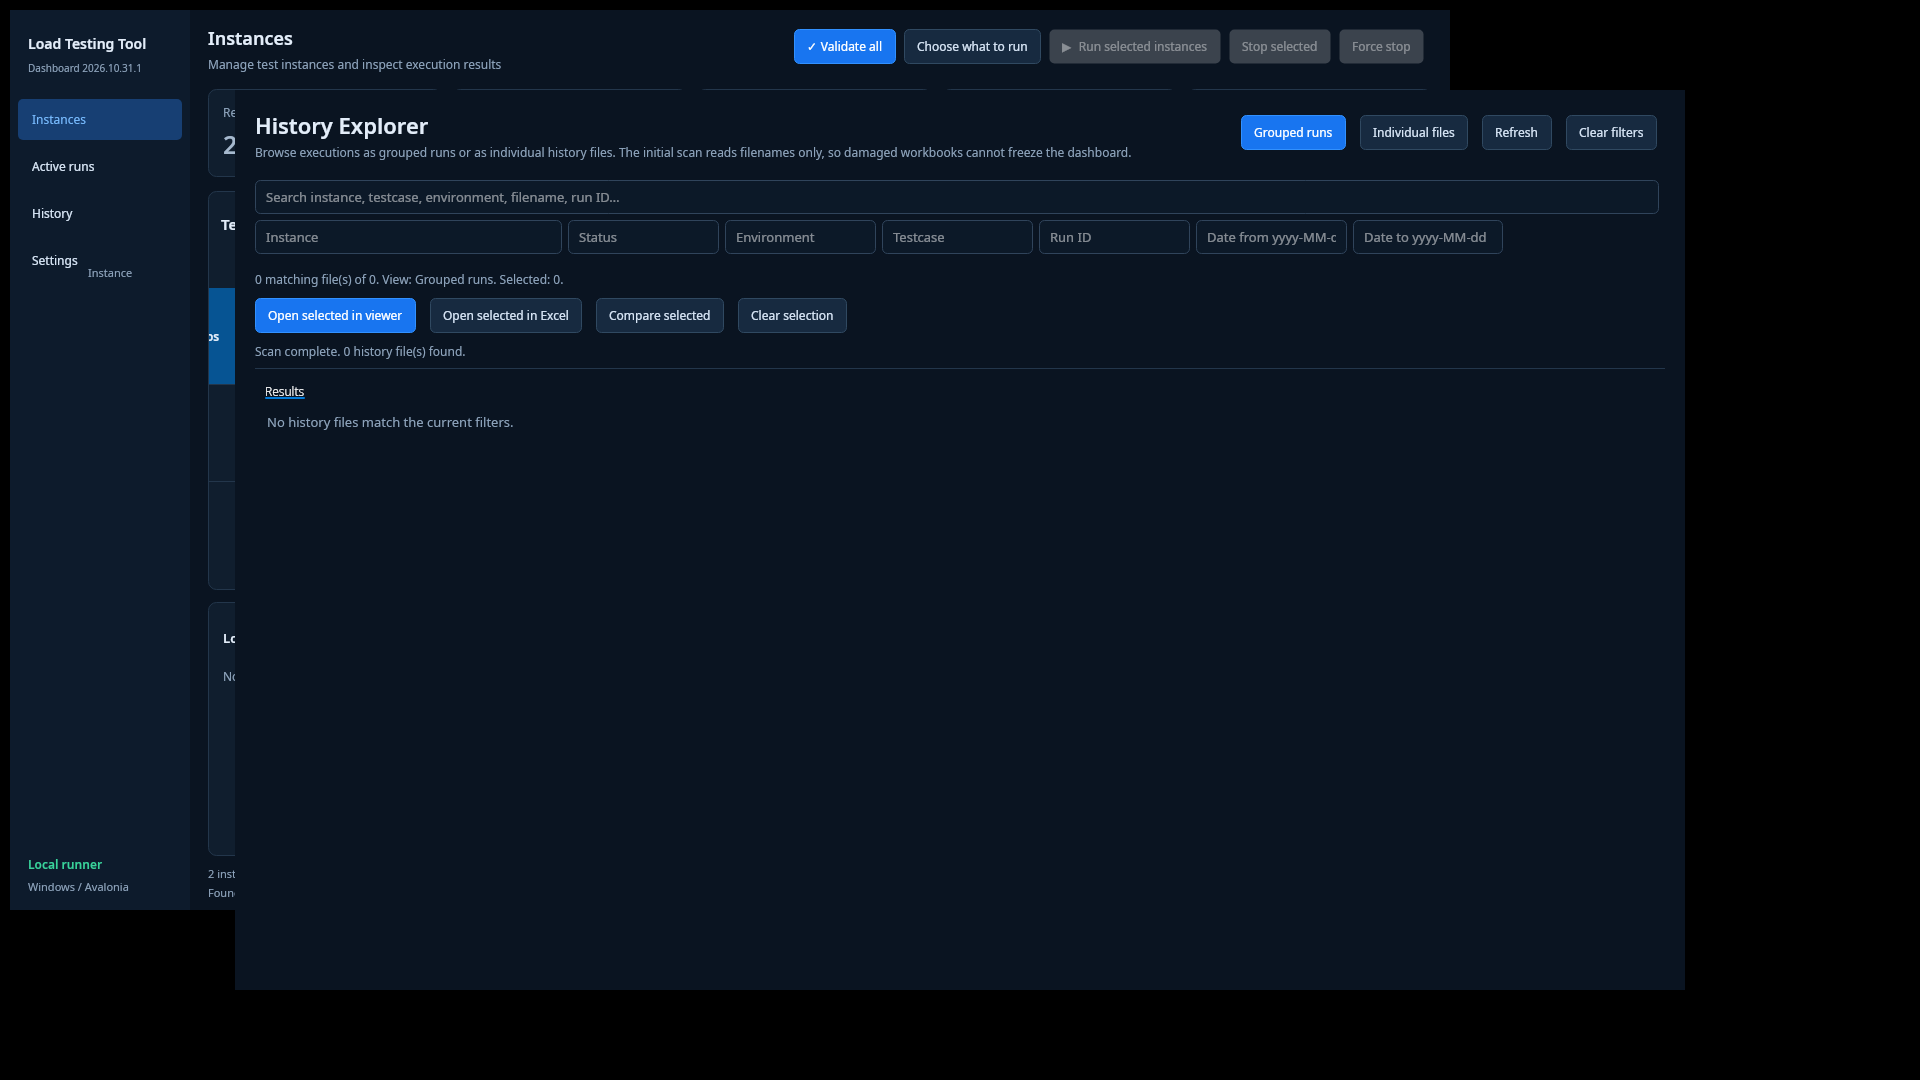 Load Testing Tool
Dashboard 2026.10.31.1
Instances
Active runs
History
Settings
Instance
Local runner
Windows / Avalonia
Instances
Manage test instances and inspect execution results
✓ Validate all
Choose what to run
▶ Run selected instances
Stop selected
Force stop
History Explorer
Browse executions as grouped runs or as individual history files. The initial scan reads filenames only, so damaged workbooks cannot freeze the dashboard.
Grouped runs
Individual files
Refresh
Clear filters
Search instance, testcase, environment, filename, run ID...
Instance
Status
Environment
Testcase
Run ID
Date from yyyy-MM-
Date to yyyy-MM-dd
0 matching file(s) of 0. View: Grouped runs. Selected: 0.
Open selected in viewer
Open selected in Excel
Compare selected
Clear selection
Scan complete. 0 history file(s) found.
Results
No history files match the current filters.
2 inst